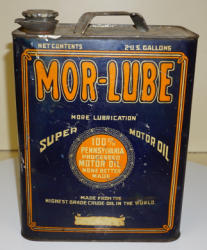 NET CONTENTS 2 U.S. GALLONS
MOR-LUBE
MORE LUBRICATION
SUPER MOTOR OIL
100%
PENNSYLVANIA
PROCESSED
MOTOR OIL
NONE BETTER
MADE
MADE FROM THE
HIGHEST GRADE CRUDE OIL IN THE WORLD.